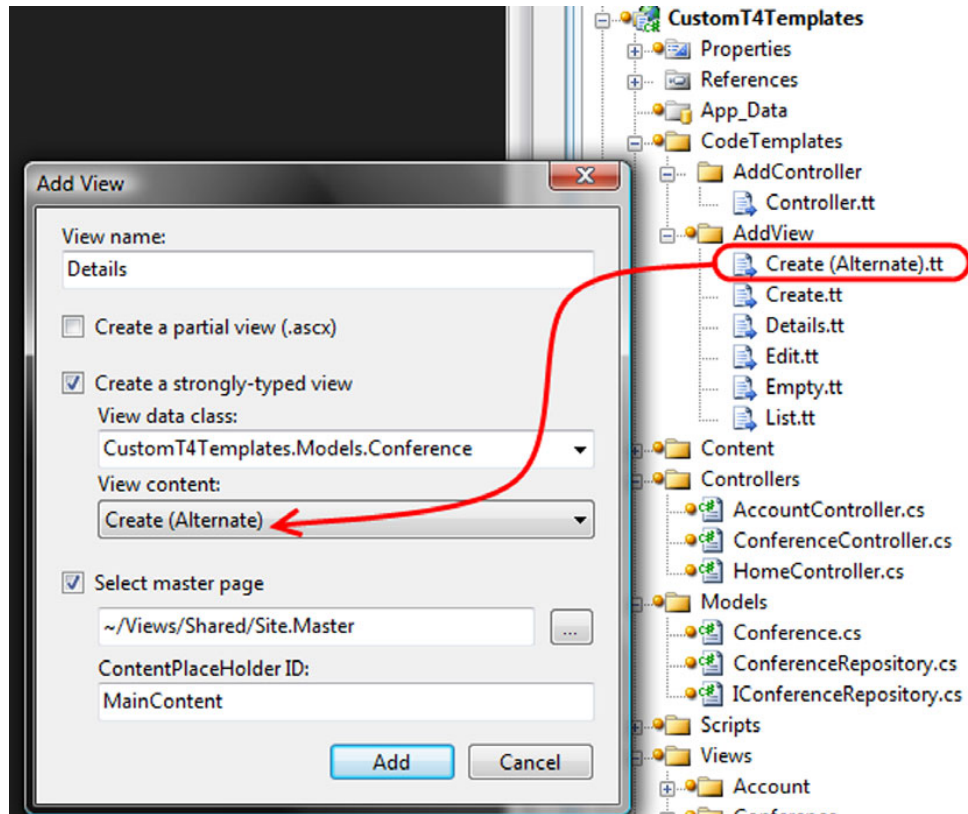 Add View
View name:
Details
Create a partial view (.ascx)
Create a strongly-typed view
View data class:
CustomT4Templates.Models.Conference
View content:
Create (Alternate)
Select master page
~/Views/Shared/Site.Master
...
ContentPlaceHolder ID:
MainContent
Add
Cancel
CustomT4Templates
Properties
References
App_Data
CodeTemplates
AddController
Controller.tt
AddView
Create (Alternate).tt
Create.tt
Details.tt
Edit.tt
Empty.tt
List.tt
Content
Controllers
AccountController.cs
ConferenceController.cs
HomeController.cs
Models
Conference.cs
ConferenceRepository.cs
IConferenceRepository.cs
Scripts
Views
Account